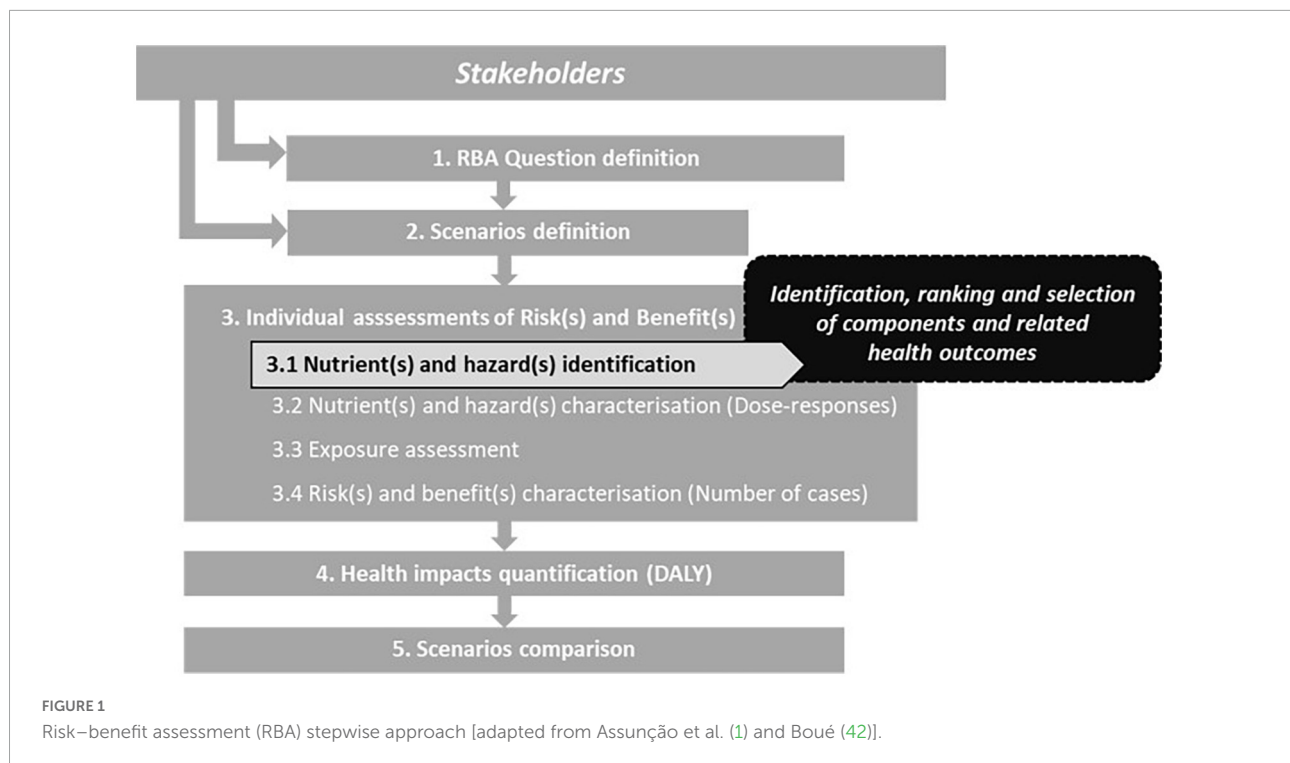 Stakeholders
1. RBA Question definition
2. Scenarios definition
3. Individual asssessments of Risk(s) and Benefit(s)
Identification, ranking and selection
of components and related
health outcomes
3.1 Nutrient(s) and hazard(s) identification
3.2 Nutrient(s) and hazard(s) characterisation (Dose-responses)
3.3 Exposure assessment
3.4 Risk(s) and benefit(s) characterisation (Number of cases)
4. Health impacts quantification (DALY)
5. Scenarios comparison
FIGURE 1
Risk–benefit assessment (RBA) stepwise approach [adapted from Assunção et al. (1) and Boué (42)].